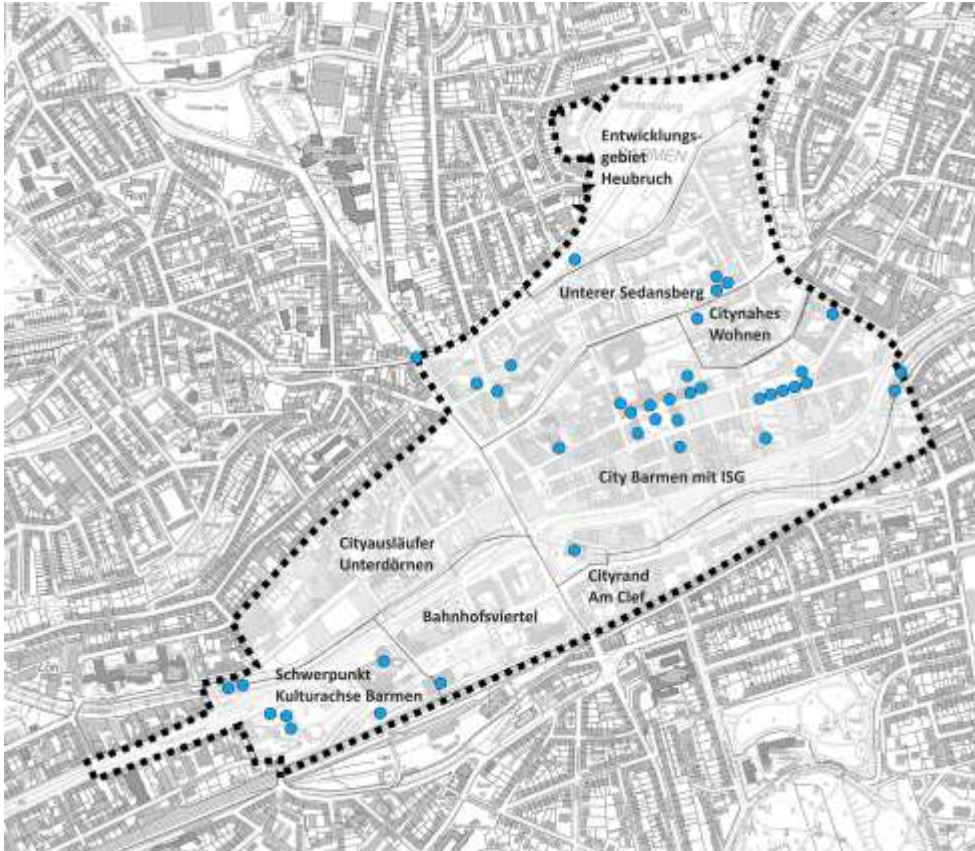 Entwicklungs-
gebiet
BARMEN
Heubruch
Unterer Sedansberg
Citynahes
Wohnen
City Barmen mit ISG
Cityausläufer
Unterdörnen
Cityrand
Am Clef
Bahnhofsviertel
Schwerpunkt
Kulturachse Barmen